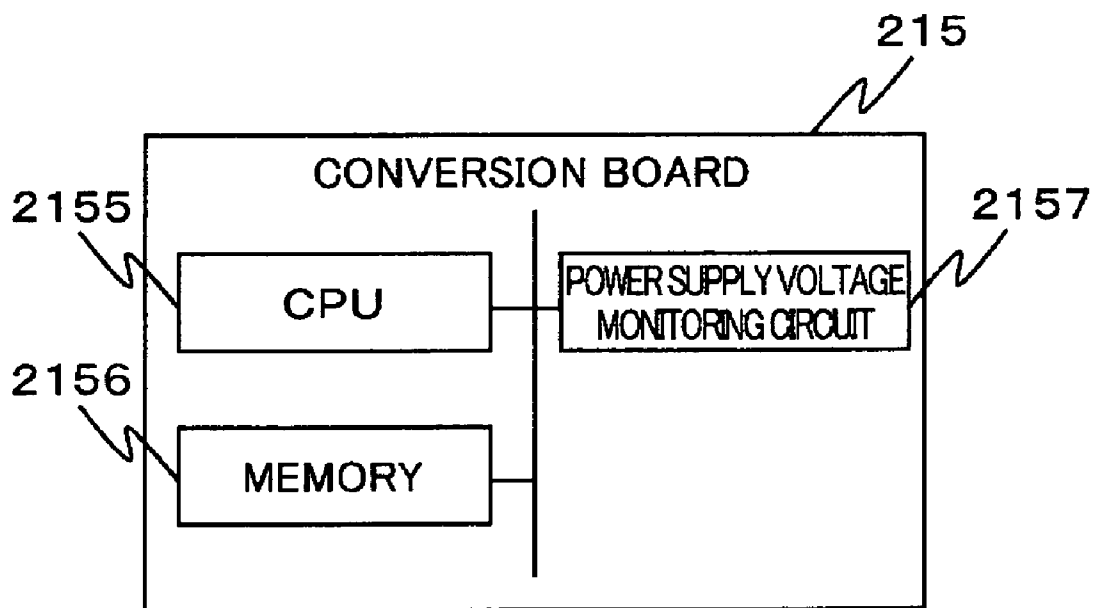 215
CONVERSION BOARD
2155
2157
CPU
POWER SUPPLY VOLTAGE
MONITORING CIRCUIT
2156
MEMORY